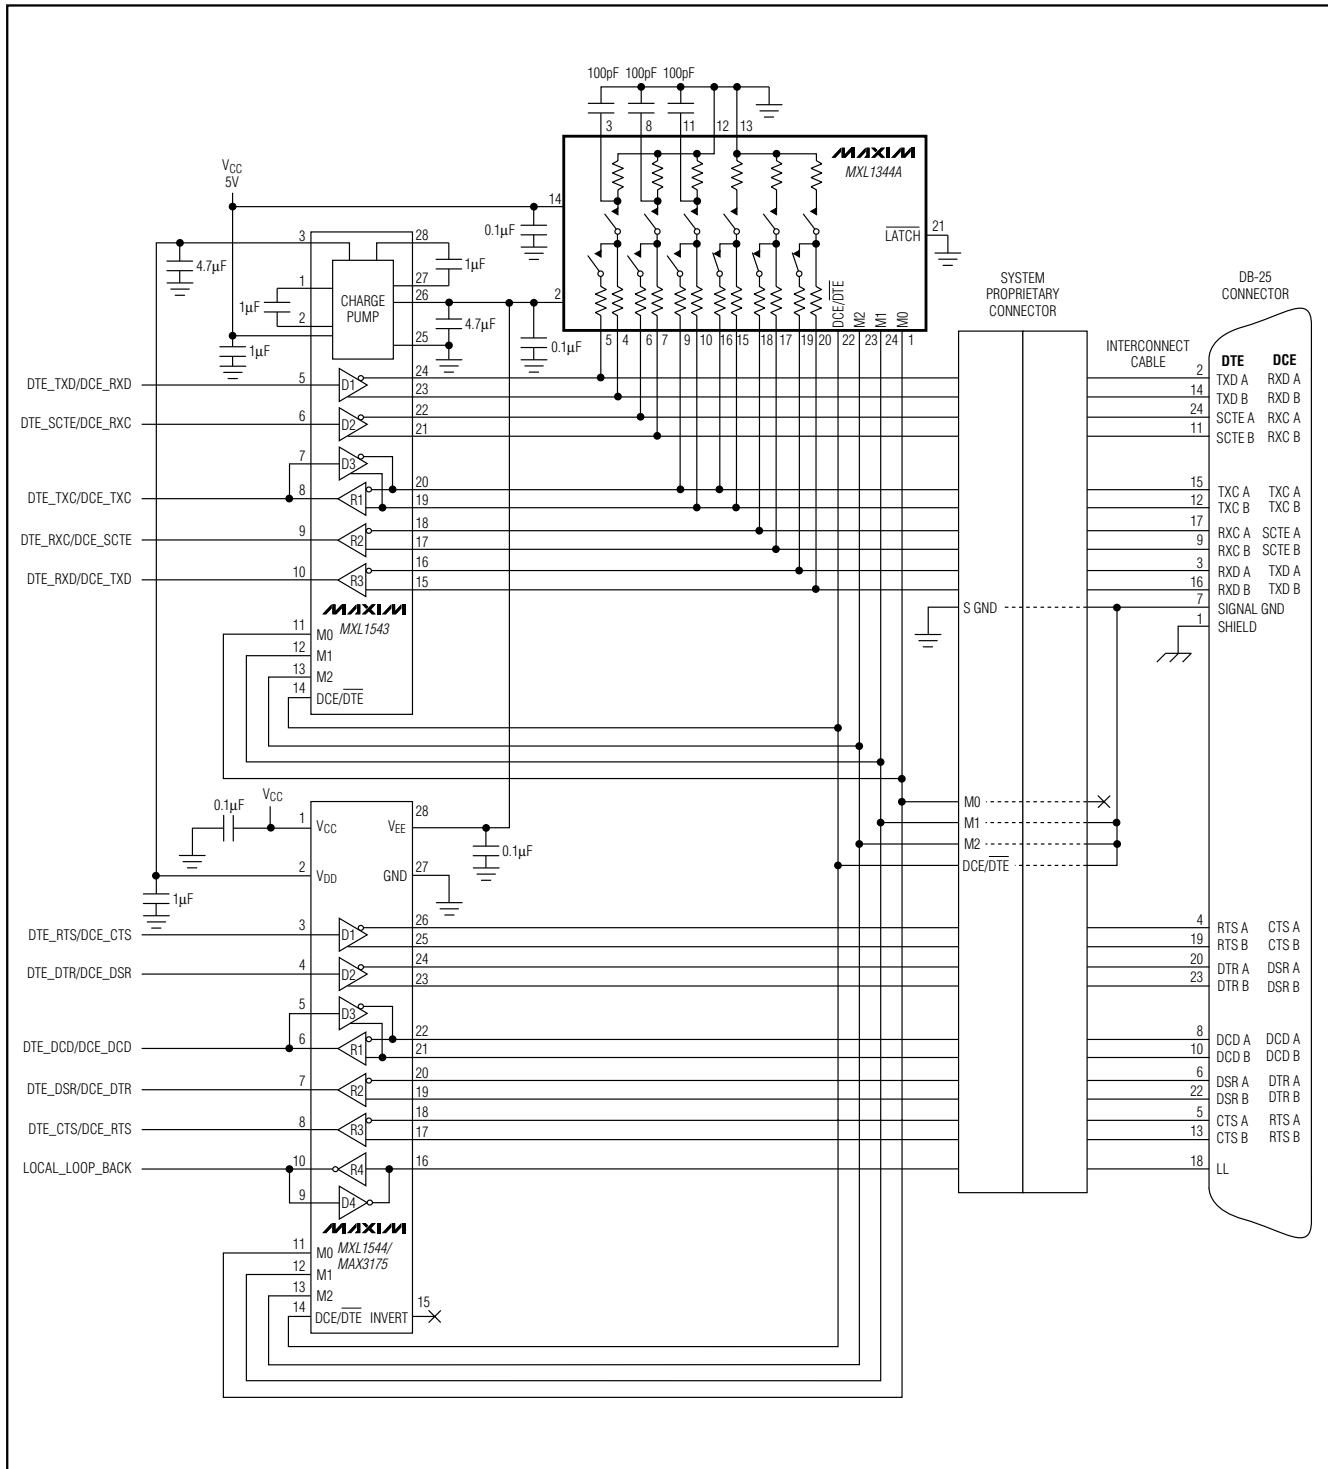 100pF 100pF 100pF
3 8 11 12 13
MAXIM
MXL1344A
VCC
5V
14
0.1µF
LATCH
21
3
28
4.7µF
1µF
1
27
CHARGE
PUMP
26
2
1µF
2
4.7µF
25
1µF
0.1µF
DCE/DTE
M2
M1
M0
5 4 6 7 9 10 16 15 18 17 19 20 22 23 24 1
SYSTEM
PROPRIETARY
CONNECTOR
DB-25
CONNECTOR
INTERCONNECT
CABLE
DTE DCE
DTE_TXD/DCE_RXD 5 D1 24 2 TXD A RXD A
23 14 TXD B RXD B
DTE_SCTE/DCE_RXC 6 D2 22 24 SCTE A RXC A
21 11 SCTE B RXC B
7 D3
DTE_TXC/DCE_TXC 8 R1 20 15 TXC A TXC A
19 12 TXC B TXC B
DTE_RXC/DCE_SCTE 9 R2 18 17 RXC A SCTE A
17 9 RXC B SCTE B
DTE_RXD/DCE_TXD 10 R3 16 3 RXD A TXD A
15 16 RXD B TXD B
S GND 7 SIGNAL GND
1 SHIELD
MAXIM
MXL1543
11 M0
12 M1
13 M2
14 DCE/DTE
M0
M1
M2
DCE/DTE
0.1µF
VCC
1 VCC VEE 28
0.1µF
2 VDD GND 27
1µF
DTE_RTS/DCE_CTS 3 D1 26 4 RTS A CTS A
25 19 RTS B CTS B
DTE_DTR/DCE_DSR 4 D2 24 20 DTR A DSR A
23 23 DTR B DSR B
5 D3
DTE_DCD/DCE_DCD 6 R1 22 8 DCD A DCD A
21 10 DCD B DCD B
DTE_DSR/DCE_DTR 7 R2 20 6 DSR A DTR A
19 22 DSR B DTR B
DTE_CTS/DCE_RTS 8 R3 18 5 CTS A RTS A
17 13 CTS B RTS B
LOCAL_LOOP_BACK 10 R4 16 18 LL
9 D4
MAXIM
MXL1544/
MAX3175
11 M0
12 M1
13 M2
14 DCE/DTE INVERT 15